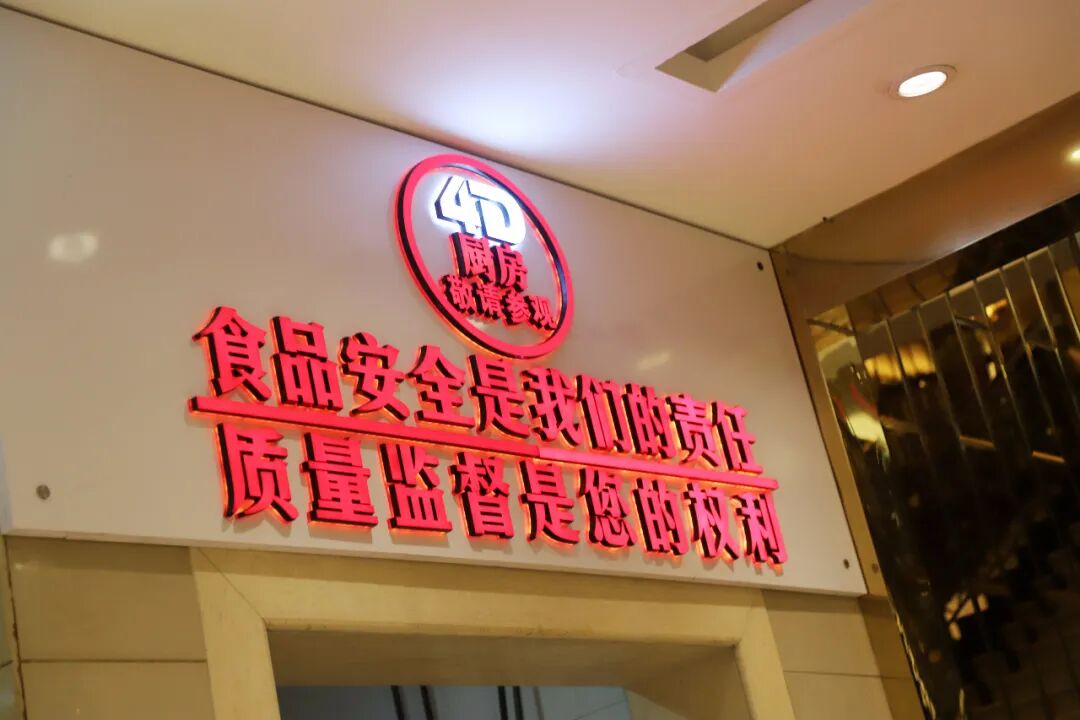 4D
厨房
敬请参观
食品安全是我们的责任
质量监督是您的权利